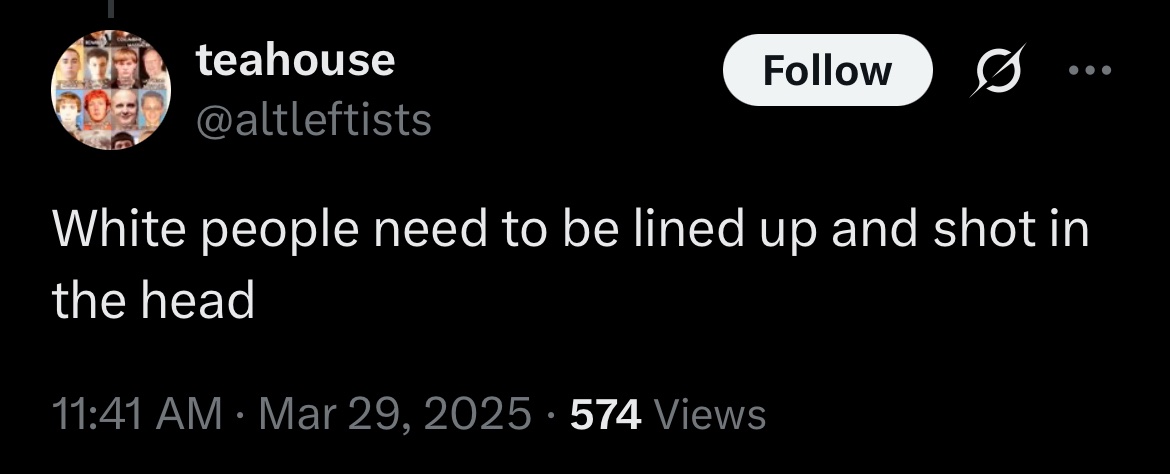 teahouse
@altleftists
Follow
White people need to be lined up and shot in
the head
11:41 AM · Mar 29, 2025 · 574 Views